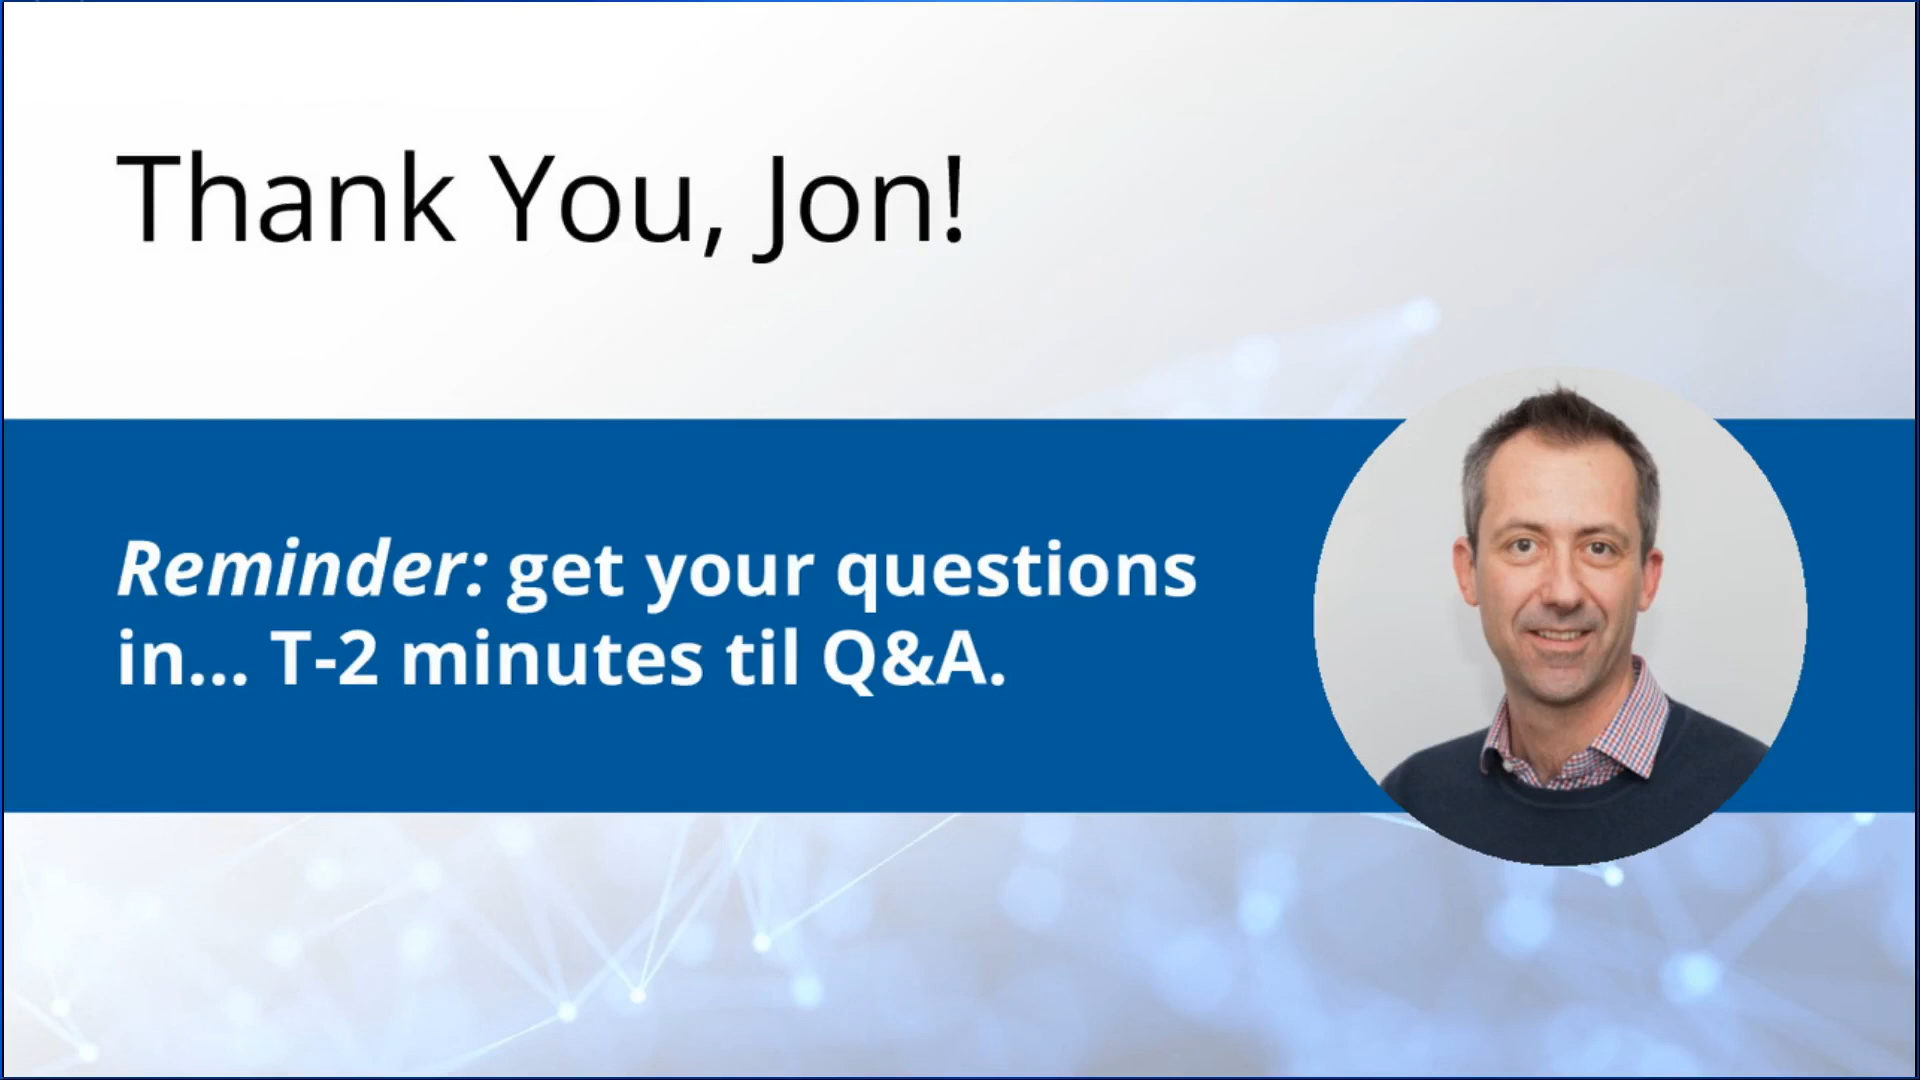 Thank You, Jon!
Reminder: get your questions
in... T-2 minutes til Q&A.